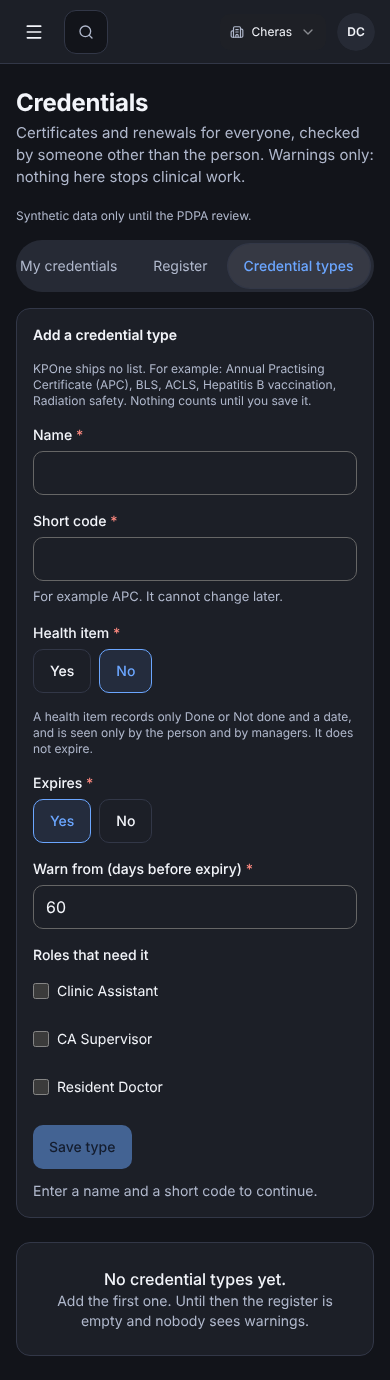 Cheras
DC
Credentials
Certificates and renewals for everyone, checked
by someone other than the person. Warnings only:
nothing here stops clinical work.
Synthetic data only until the PDPA review.
My credentials
Register
Credential types
Add a credential type
KPOne ships no list. For example: Annual Practising
Certificate (APC), BLS, ACLS, Hepatitis B vaccination,
Radiation safety. Nothing counts until you save it.
Name *
Short code *
For example APC. It cannot change later.
Health item *
Yes
No
A health item records only Done or Not done and a date,
and is seen only by the person and by managers. It does
not expire.
Expires *
Yes
No
Warn from (days before expiry) *
60
Roles that need it
Clinic Assistant
CA Supervisor
Resident Doctor
Save type
Enter a name and a short code to continue.
No credential types yet.
Add the first one. Until then the register is
empty and nobody sees warnings.